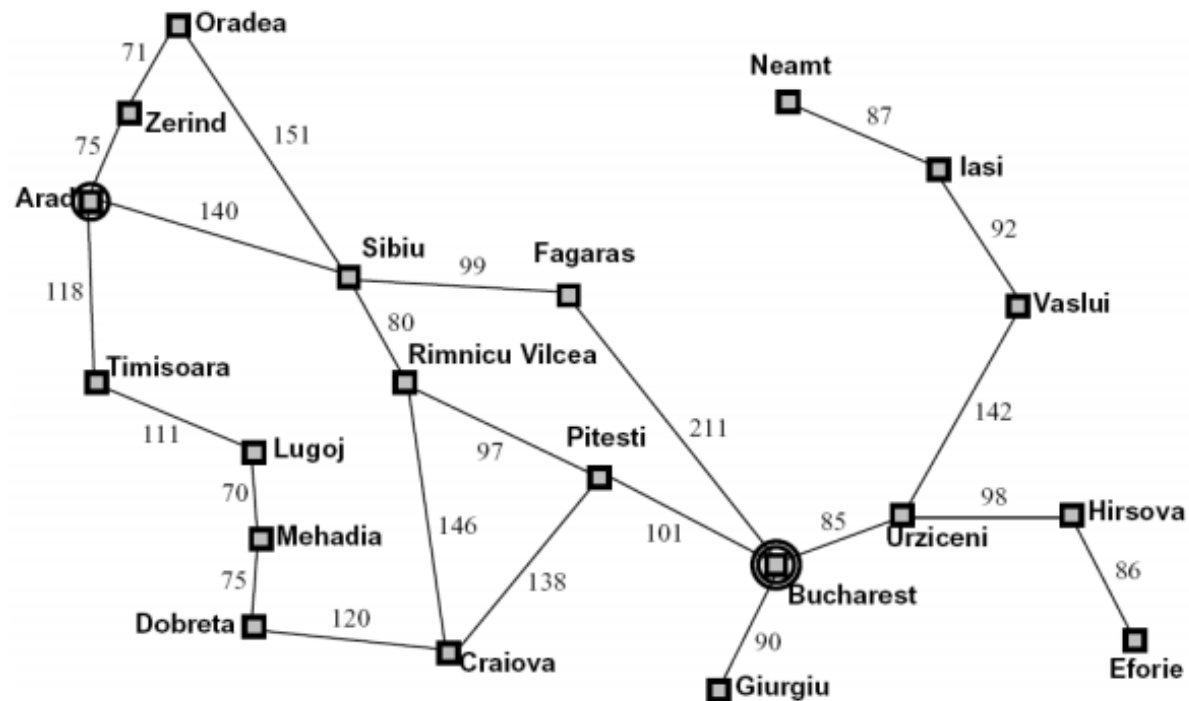 Oradea
71
Neamt
Zerind
87
75
151
Iasi
Arad
140
92
Sibiu
99
Fagaras
118
80
Vaslui
Timisoara
Rimnicu Vilcea
142
111
Lugoj
97
Pitesti
211
70
98
Hirsova
Mehadia
146
101
85
Urziceni
75
138
86
Dobreta
120
Bucharest
Craiova
90
Eforie
Giurgiu